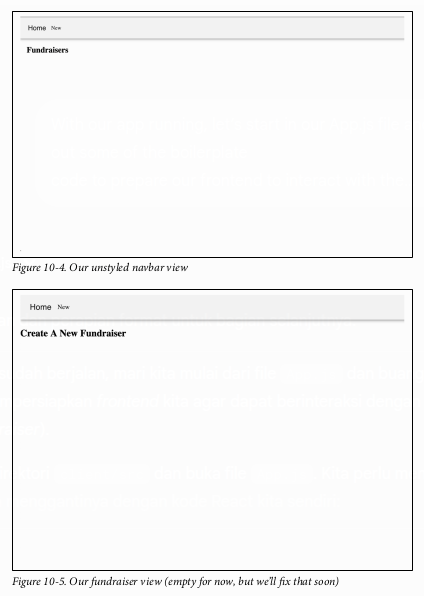 Home New
Fundraisers
Figure 10-4. Our unstyled navbar view
Home New
Create A New Fundraiser
Figure 10-5. Our fundraiser view (empty for now, but we'll fix that soon)